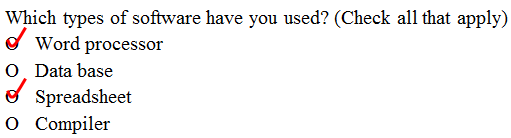 Which types of software have you used? (Check all that apply)
O Word processor
O Data base
O Spreadsheet
O Compiler